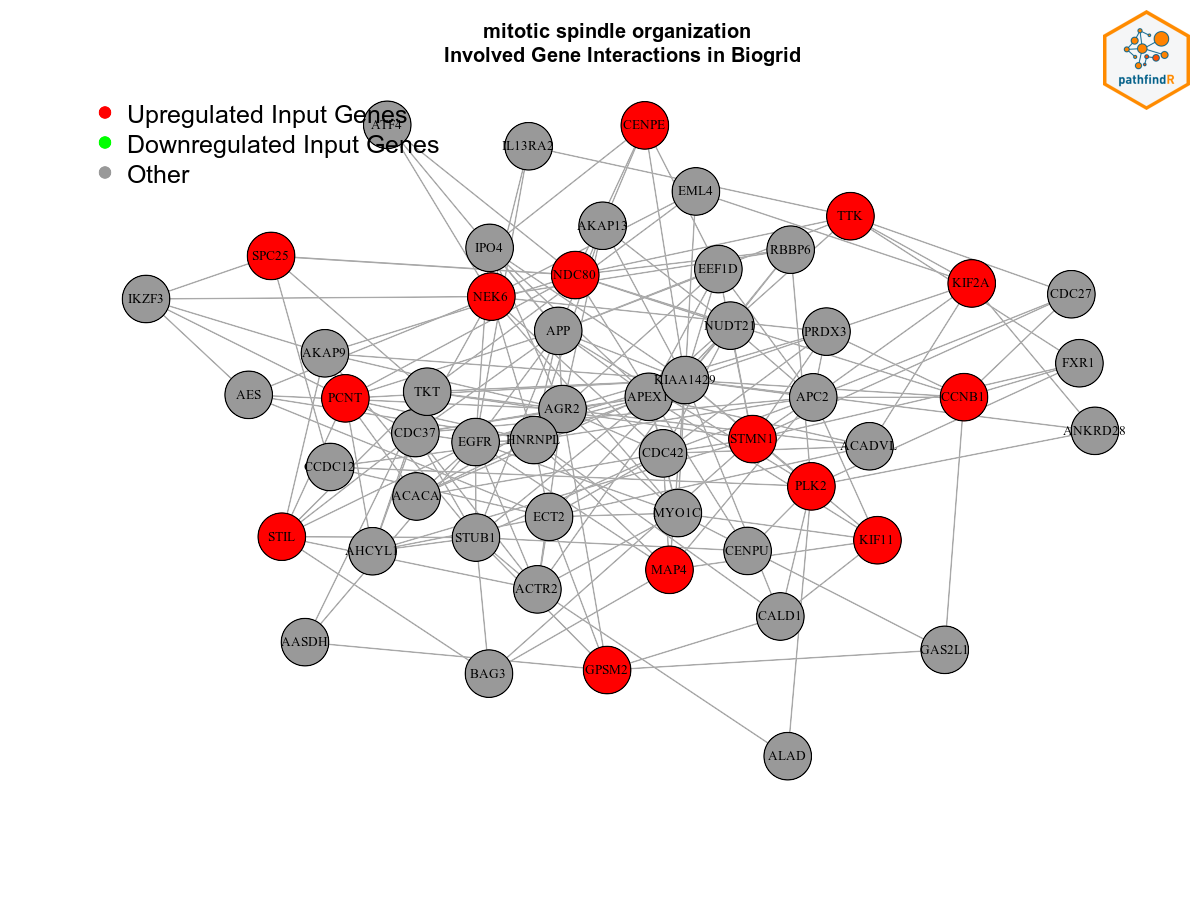 mitotic spindle organization
Involved Gene Interactions in Biogrid
pathfindR
Upregulated Input Genes
Downregulated Input Genes
Other
ATF4
CENPE
IL13RA2
EML4
TTK
AKAP13
IPO4
RBBP6
SPC25
NDC80
EEF1D
KIF2A
CDC27
IKZF3
NEK6
APP
NUDT21
PRDX3
AKAP9
FXR1
KIAA1429
AES
PCNT
TKT
AGR2
APEX1
APC2
CCNB1
CDC37
EGFR
HNRNPL
STMN1
ANKRD28
CDC42
ACADVL
CCDC12
ACACA
PLK2
ECT2
MYO1C
STIL
AHCYL1
STUB1
CENPU
KIF11
MAP4
ACTR2
CALD1
AASDH
GAS2L1
BAG3
GPSM2
ALAD